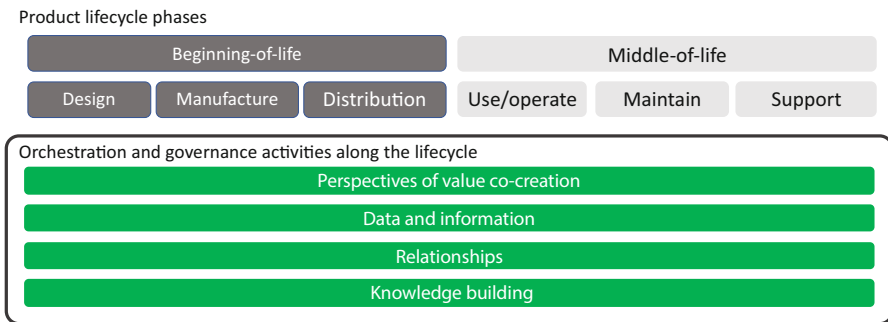 Product lifecycle phases
Beginning-of-life
Middle-of-life
Design
Manufacture
Distribution
Use/operate
Maintain
Support
Orchestration and governance activities along the lifecycle
Perspectives of value co-creation
Data and information
Relationships
Knowledge building